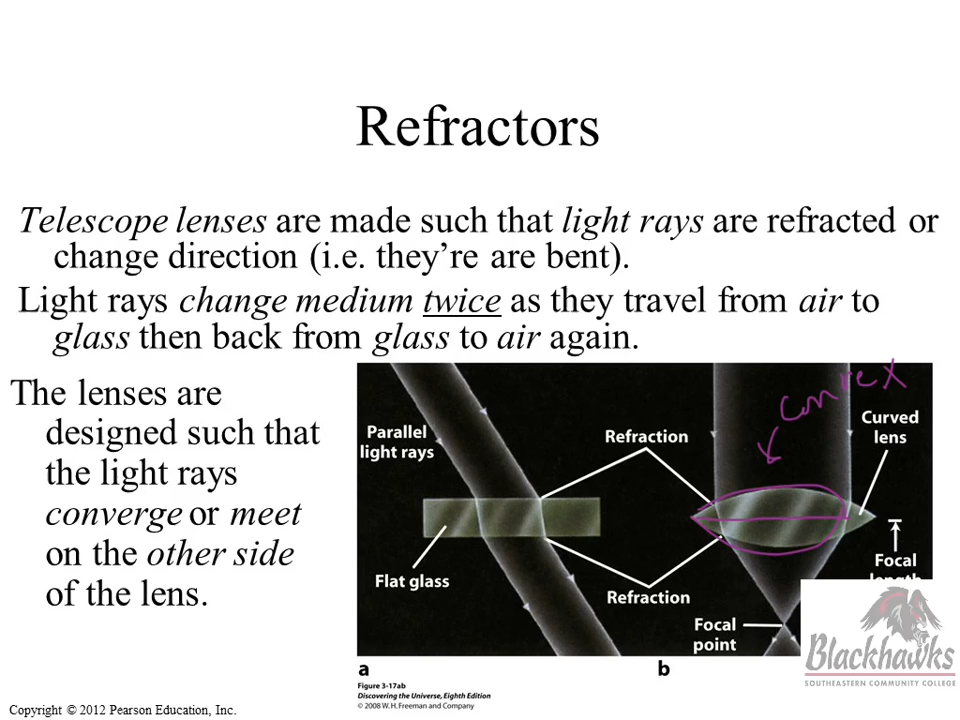 Refractors
Telescope lenses are made such that light rays are refracted or
change direction (i.e. they’re are bent).
Light rays change medium twice as they travel from air to
glass then back from glass to air again.
The lenses are
designed such that
the light rays
converge or meet
on the other side
of the lens.
Parallel
light rays
Flat glass
Refraction
Refraction
convex
Curved
lens
Focal
length
Focal
point
a
b
Figure 3-17ab
Discovering the Universe, Eighth Edition
© 2008 W. H. Freeman and Company
Blackhawks
SOUTHEASTERN COMMUNITY COLLEGE
Copyright © 2012 Pearson Education, Inc.